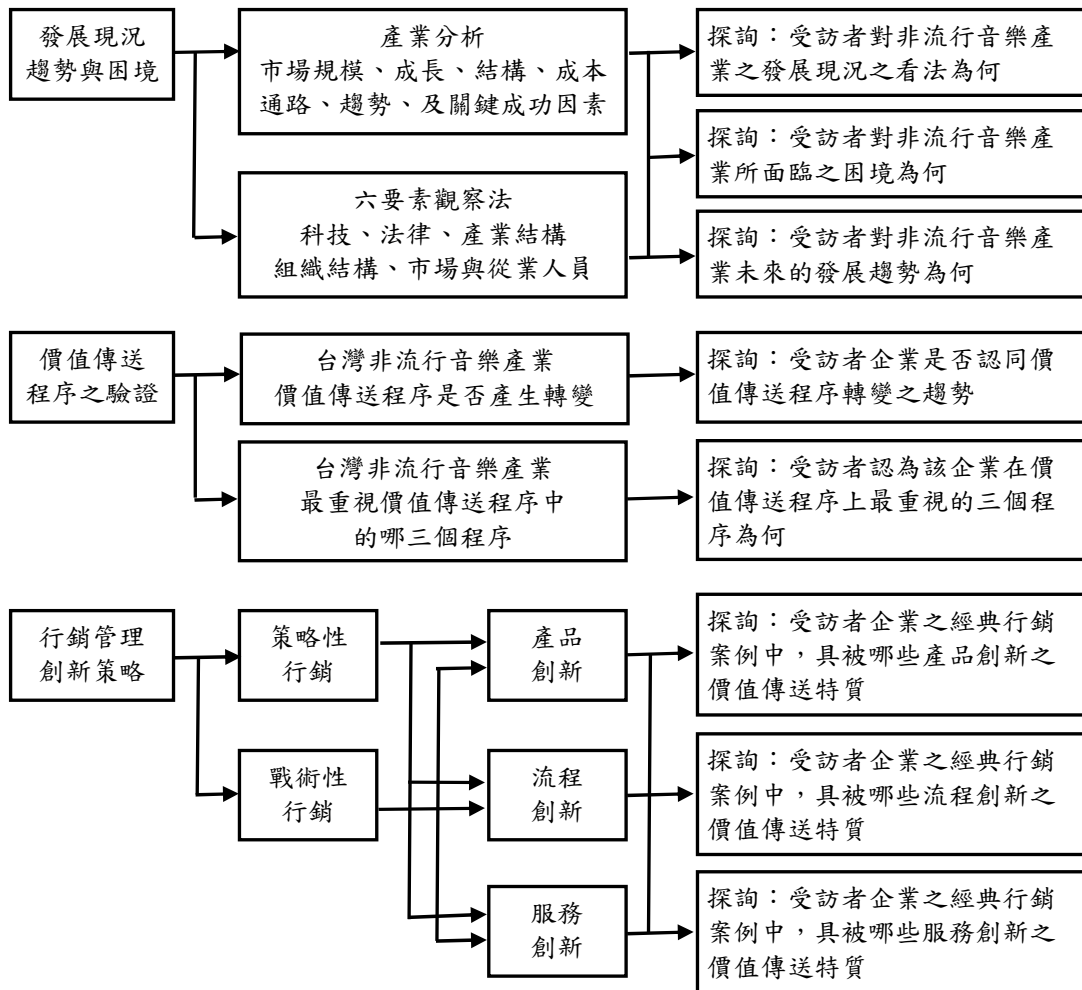 發展現況
趨勢與困境
產業分析
市場規模、成長、結構、成本
通路、趨勢、及關鍵成功因素
六要素觀察法
科技、法律、產業結構
組織結構、市場與從業人員
探詢：受訪者對非流行音樂產
業之發展現況之看法為何
探詢：受訪者對非流行音樂產
業所面臨之困境為何
探詢：受訪者對非流行音樂產
業未來的發展趨勢為何
價值傳送
程序之驗證
台灣非流行音樂產業
價值傳送程序是否產生轉變
探詢：受訪者企業是否認同價
值傳送程序轉變之趨勢
台灣非流行音樂產業
最重視價值傳送程序中
的哪三個程序
探詢：受訪者認為該企業在價
值傳送程序上最重視的三個程
序為何
行銷管理
創新策略
策略性
行銷
戰術性
行銷
產品
創新
流程
創新
服務
創新
探詢：受訪者企業之經典行銷
案例中，具被哪些產品創新之
價值傳送特質
探詢：受訪者企業之經典行銷
案例中，具被哪些流程創新之
價值傳送特質
探詢：受訪者企業之經典行銷
案例中，具被哪些服務創新之
價值傳送特質